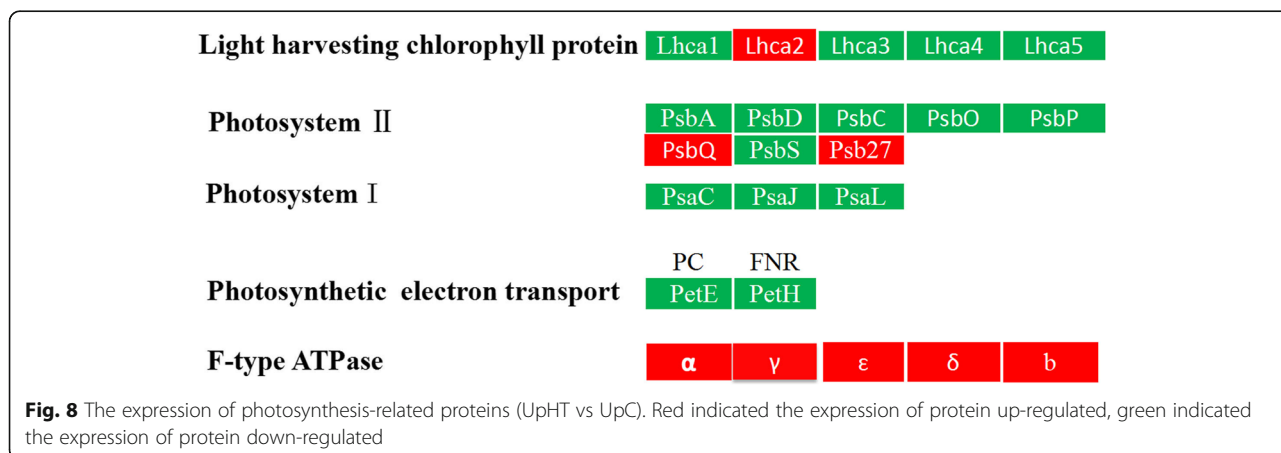 Light harvesting chlorophyll protein Lhca1 Lhca2 Lhca3 Lhca4 Lhca5
Photosystem Ⅱ PsbA PsbD PsbC PsbO PsbP
PsbQ PsbS Psb27
Photosystem Ⅰ PsaC PsaJ PsaL
PC FNR
Photosynthetic electron transport PetE PetH
F-type ATPase α γ ε δ b
Fig. 8 The expression of photosynthesis-related proteins (UpHT vs UpC). Red indicated the expression of protein up-regulated, green indicated
the expression of protein down-regulated